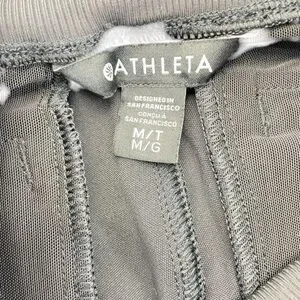 ATHLETA
DESIGNED IN
SAN FRANCISCO
CONÇU À
SAN FRANCISCO
M/T
M/G